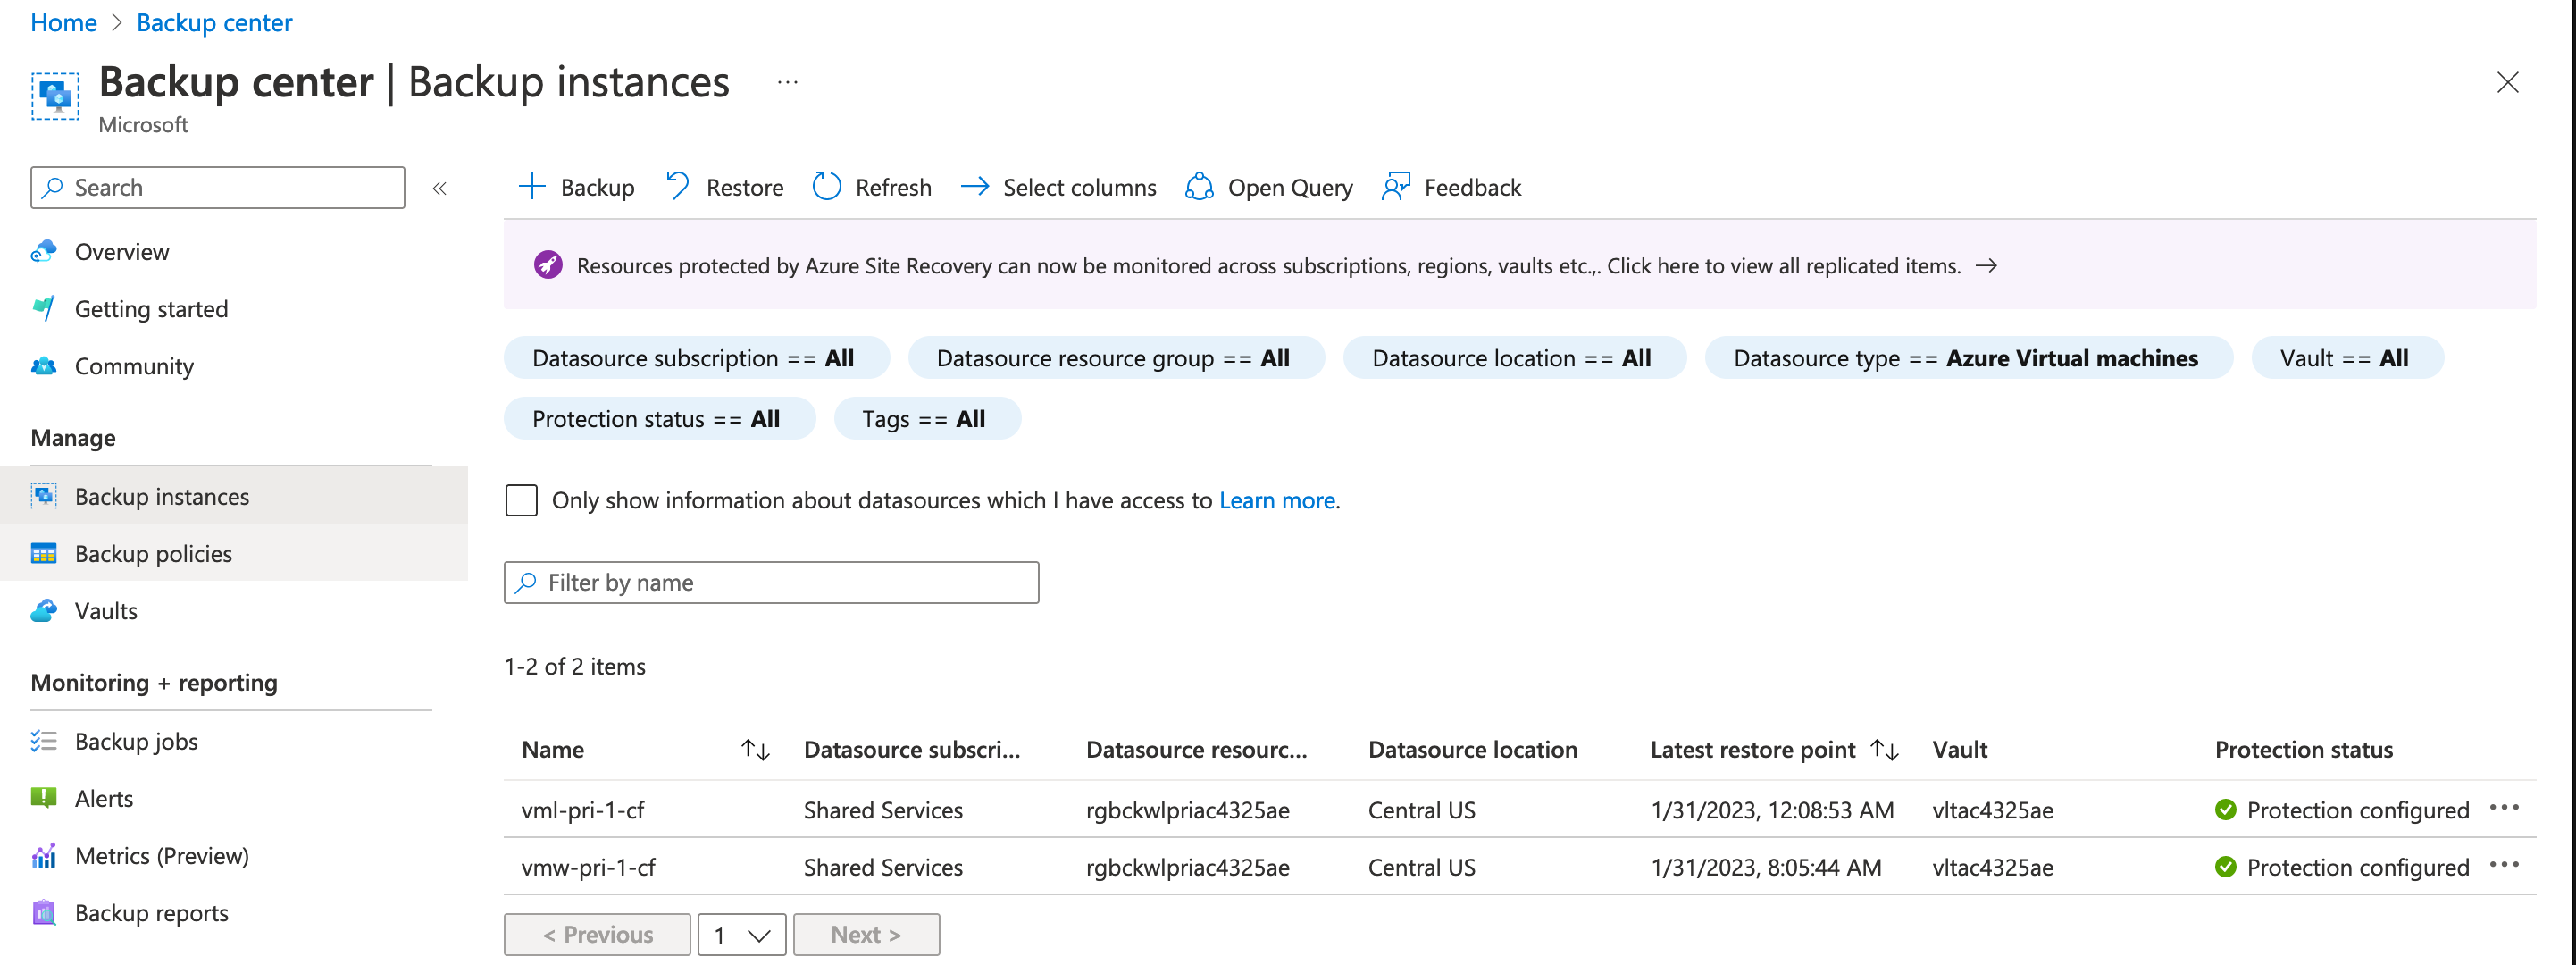 Home > Backup center
Backup center | Backup instances ...
Microsoft
Search «
Overview
Getting started
Community
Manage
Backup instances
Backup policies
Vaults
Monitoring + reporting
Backup jobs
Alerts
Metrics (Preview)
Backup reports
Backup Restore Refresh Select columns Open Query Feedback
Resources protected by Azure Site Recovery can now be monitored across subscriptions, regions, vaults etc.,. Click here to view all replicated items. →
Datasource subscription == All Datasource resource group == All Datasource location == All Datasource type == Azure Virtual machines Vault == All
Protection status == All Tags == All
Only show information about datasources which I have access to Learn more.
Filter by name
1-2 of 2 items
Name ↑↓ Datasource subscri... Datasource resourc... Datasource location Latest restore point ↑↓ Vault Protection status
vml-pri-1-cf Shared Services rgbckwlpriac4325ae Central US 1/31/2023, 12:08:53 AM vltac4325ae Protection configured ...
vmw-pri-1-cf Shared Services rgbckwlpriac4325ae Central US 1/31/2023, 8:05:44 AM vltac4325ae Protection configured ...
< Previous 1 Next >